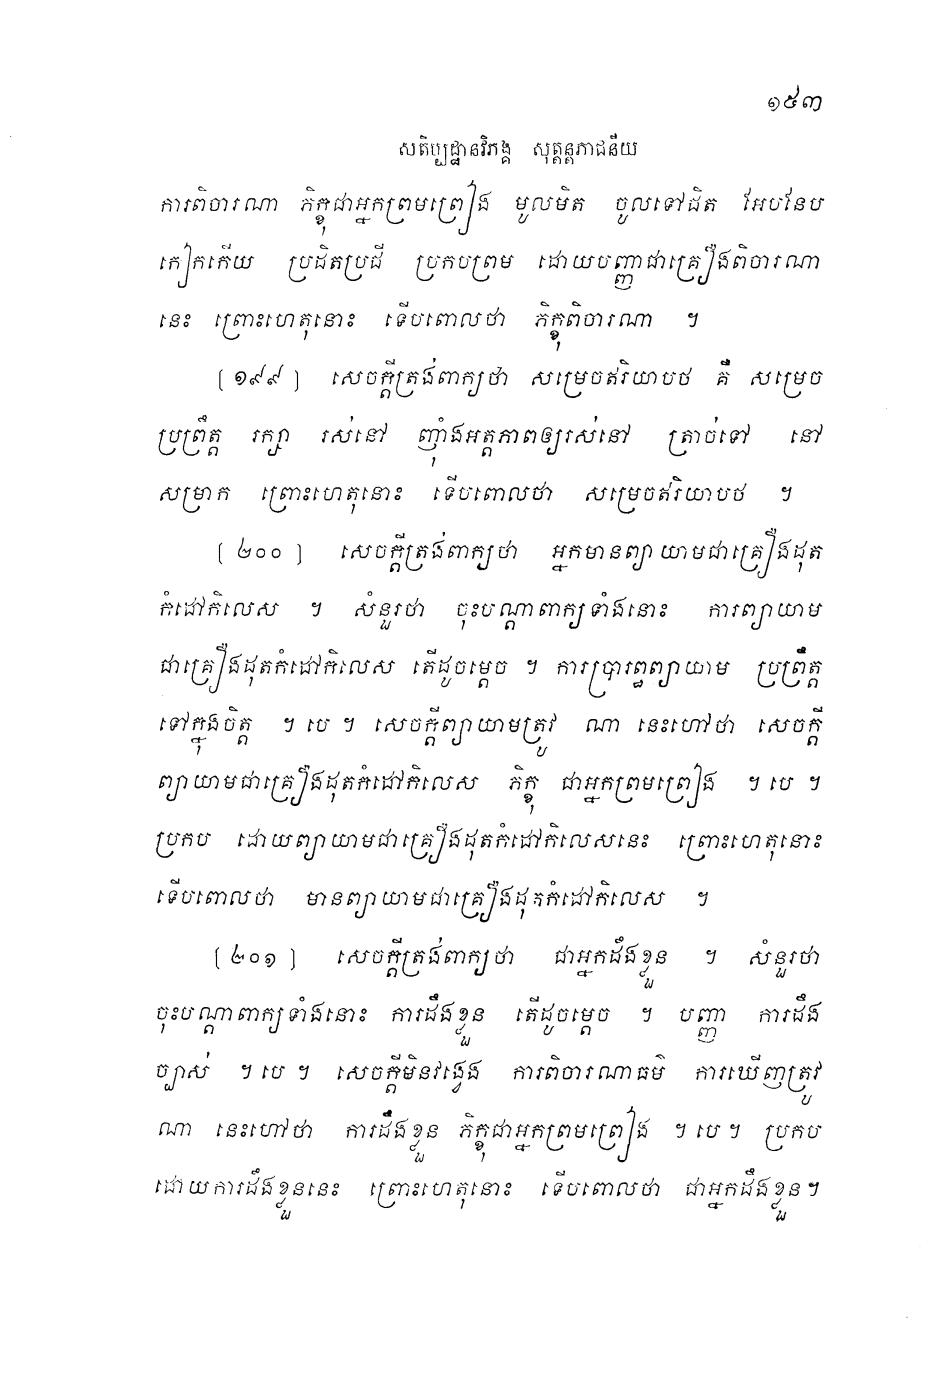 ១៥៣
សតិប្បដ្ឋានវិភង្គ សុត្តន្តភាជនីយ
ការពិចារណា ភិក្ខុជាអ្នកព្រមព្រៀង មូលមិត ចូលទៅជិត អែបនែប
កៀកកើយ ប្រជិតប្រជី ប្រកបព្រម ដោយបញ្ញាជាគ្រឿងពិចារណា
នេះ ព្រោះហេតុនោះ ទើបពោលថា ភិក្ខុពិចារណា ។
[ ១៩៩ ] សេចក្តីត្រង់ពាក្យថា សម្រេចឥរិយាបថ គឺ សម្រេច
ប្រព្រឹត្ត រក្សា រស់នៅ ញ៉ាំងអត្តភាពឲ្យរស់នៅ ត្រាច់ទៅ នៅ
សម្រាក ព្រោះហេតុនោះ ទើបពោលថា សម្រេចឥរិយាបថ ។
[ ២០០ ] សេចក្តីត្រង់ពាក្យថា អ្នកមានព្យាយាមជាគ្រឿងដុត
កំដៅកិលេស ។ សំនួរថា ចុះបណ្តាពាក្យទាំងនោះ ការព្យាយាម
ជាគ្រឿងដុតកំដៅកិលេស តើដូចម្តេច ។ ការប្រារព្ធព្យាយាម ប្រព្រឹត្ត
ទៅក្នុងចិត្ត ។ បេ ។ សេចក្តីព្យាយាមត្រូវ ណា នេះហៅថា សេចក្តី
ព្យាយាមជាគ្រឿងដុតកំដៅកិលេស ភិក្ខុ ជាអ្នកព្រមព្រៀង ។ បេ ។
ប្រកប ដោយព្យាយាមជាគ្រឿងដុតកំដៅកិលេសនេះ ព្រោះហេតុនោះ
ទើបពោលថា មានព្យាយាមជាគ្រឿងដុតកំដៅកិលេស ។
[ ២០១ ] សេចក្តីត្រង់ពាក្យថា ជាអ្នកដឹងខ្លួន ។ សំនួរថា
ចុះបណ្តាពាក្យទាំងនោះ ការដឹងខ្លួន តើដូចម្តេច ។ បញ្ញា ការដឹង
ច្បាស់ ។ បេ ។ សេចក្តីមិនវង្វេង ការពិចារណាធម៌ ការឃើញត្រូវ
ណា នេះហៅថា ការដឹងខ្លួន ភិក្ខុជាអ្នកព្រមព្រៀង ។ បេ ។ ប្រកប
ដោយការដឹងខ្លួននេះ ព្រោះហេតុនោះ ទើបពោលថា ជាអ្នកដឹងខ្លួន ។